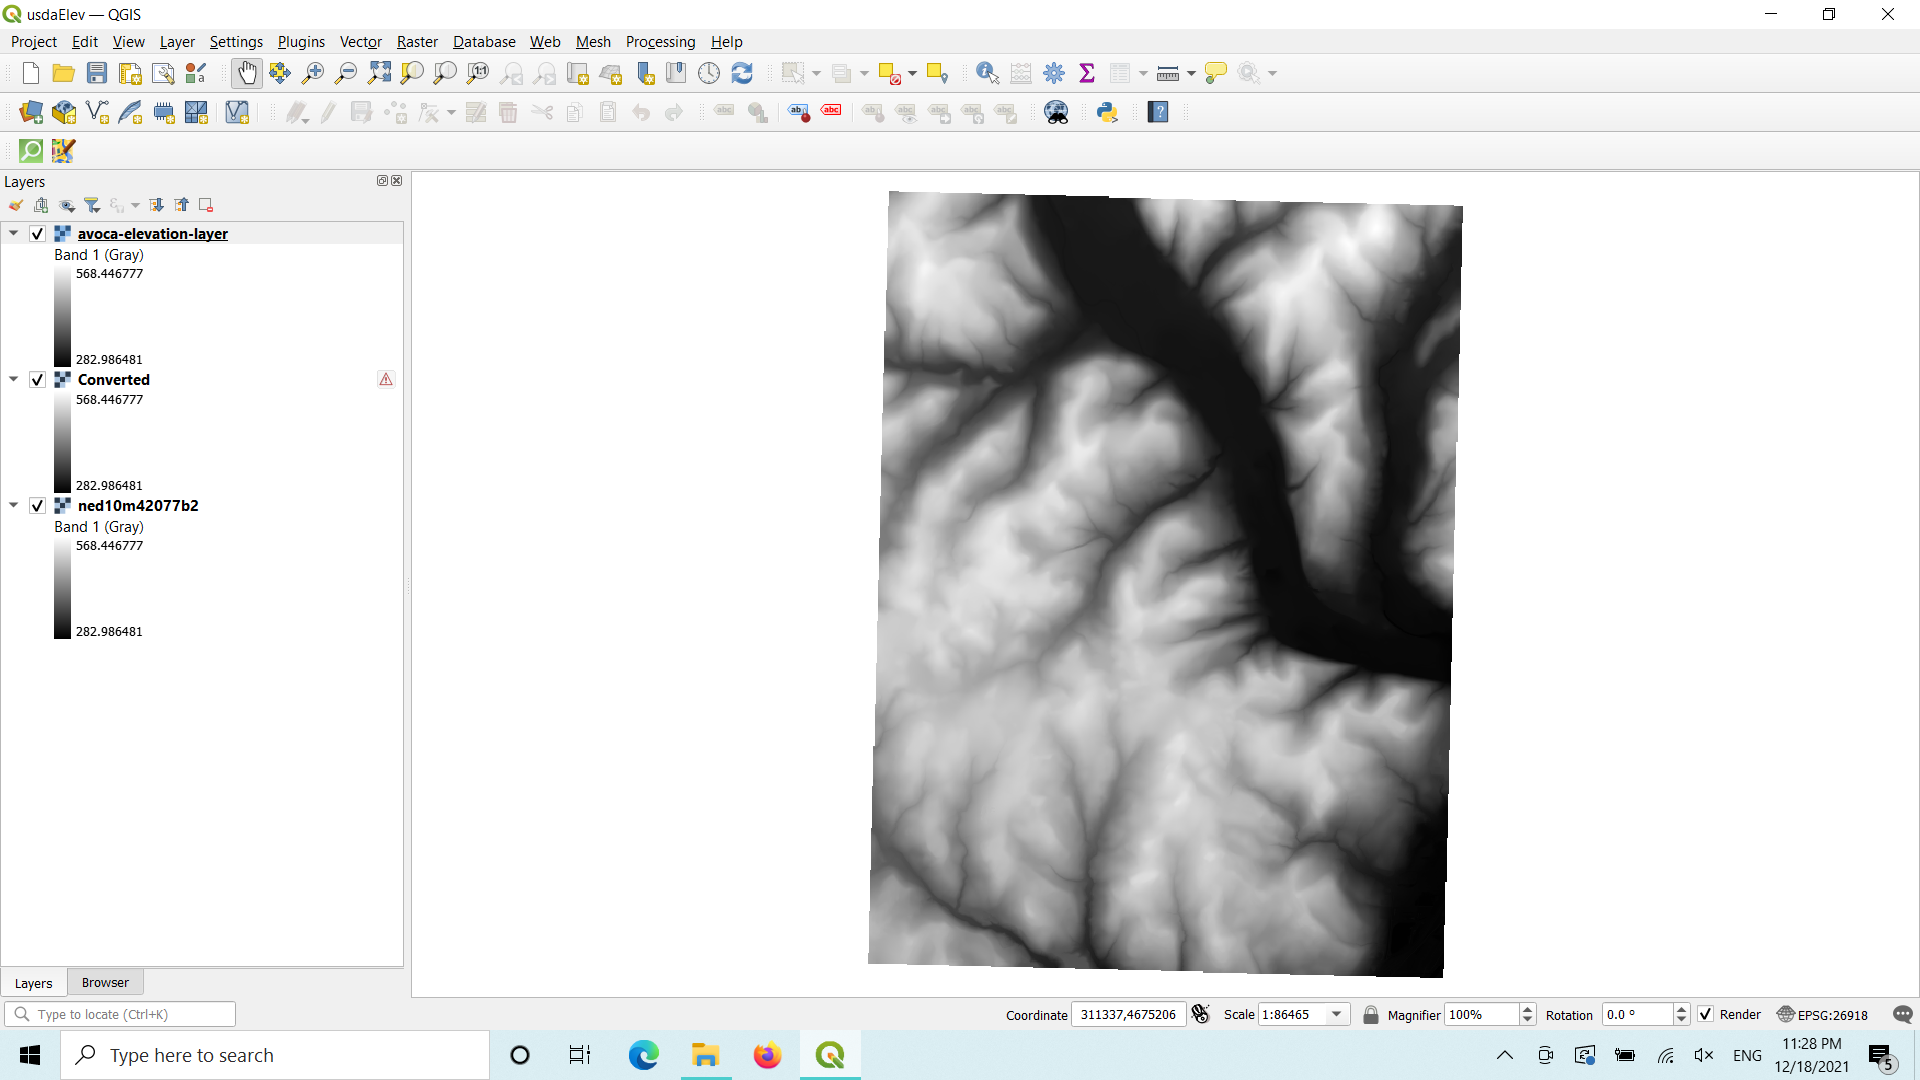 usdaElev — QGIS
Project Edit View Layer Settings Plugins Vector Raster Database Web Mesh Processing Help
Layers
avoca-elevation-layer
Band 1 (Gray)
568.446777
282.986481
Converted
568.446777
282.986481
ned10m42077b2
Band 1 (Gray)
568.446777
282.986481
Layers Browser
Type to locate (Ctrl+K) Coordinate 311337,4675206 Scale 1:86465 Magnifier 100% Rotation 0.0 ° Render EPSG:26918
Type here to search ENG 11:28 PM
12/18/2021 5